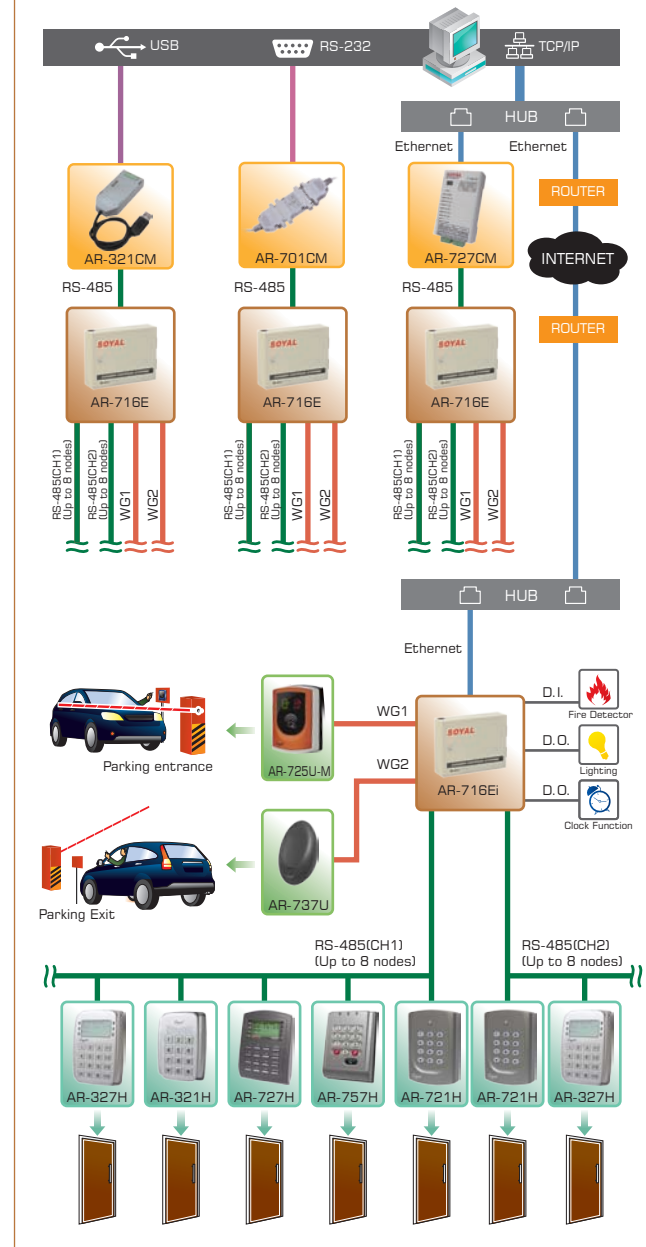 USB
RS-232
TCP/IP
HUB
Ethernet
Ethernet
AR-321CM
AR-701CM
AR-727CM
ROUTER
INTERNET
ROUTER
RS-485
RS-485
RS-485
SOYAL
AR-716E
SOYAL
AR-716E
SOYAL
AR-716E
RS-485(CH1)
(Up to 8 nodes)
RS-485(CH2)
(Up to 8 nodes)
WG1
WG2
RS-485(CH1)
(Up to 8 nodes)
RS-485(CH2)
(Up to 8 nodes)
WG1
WG2
RS-485(CH1)
(Up to 8 nodes)
RS-485(CH2)
(Up to 8 nodes)
WG1
WG2
HUB
Ethernet
Parking entrance
AR-725U-M
WG1
WG2
SOYAL
AR-716Ei
D.I.
Fire Detector
D.O.
Lighting
D.O.
Clock Function
Parking Exit
AR-737U
RS-485(CH1)
(Up to 8 nodes)
RS-485(CH2)
(Up to 8 nodes)
AR-327H
AR-321H
AR-727H
AR-757H
AR-721H
AR-721H
AR-327H